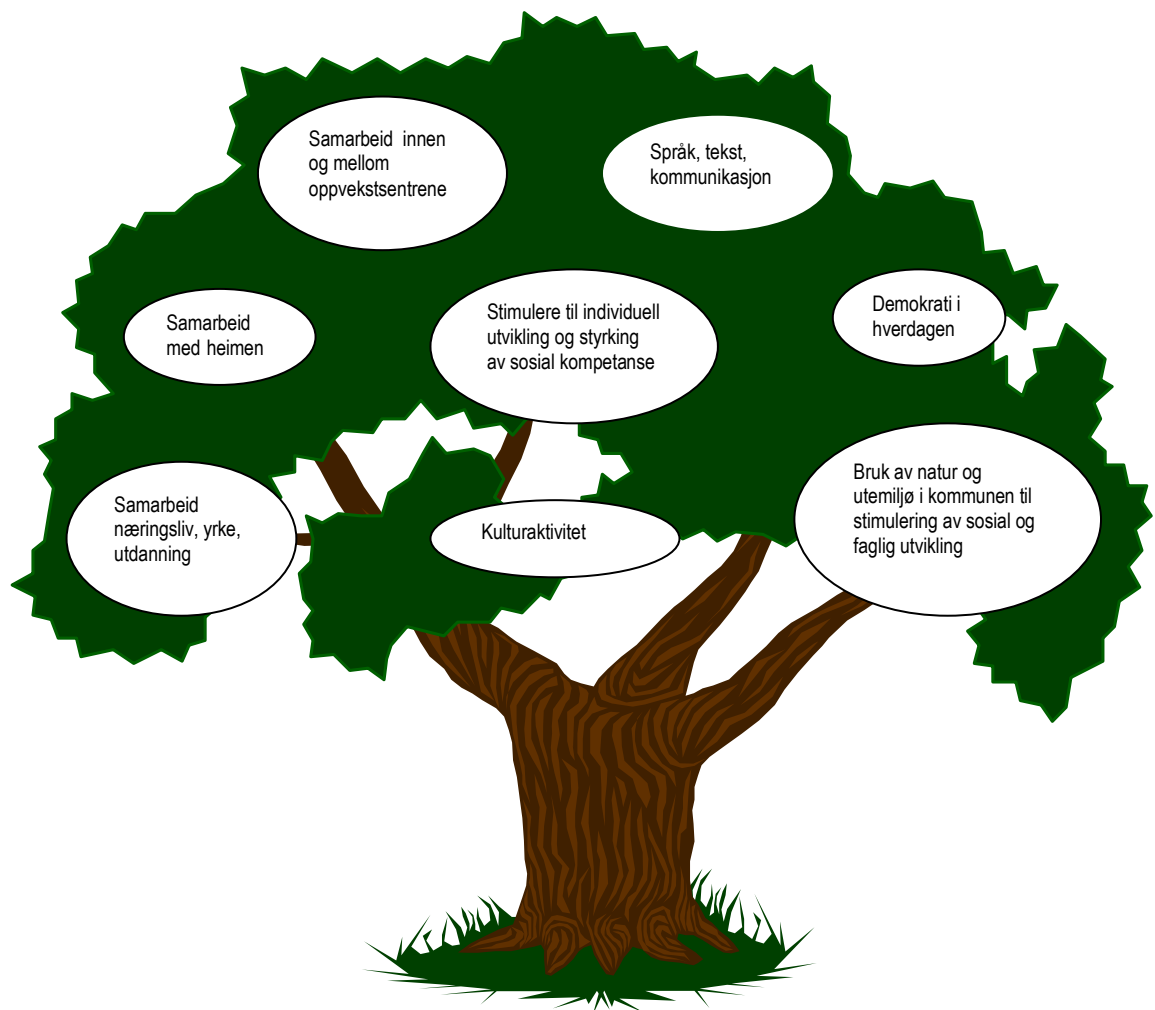 Samarbeid innen
og mellom
oppvekstsentrene
Språk, tekst,
kommunikasjon
Samarbeid
med heimen
Stimulere til individuell
utvikling og styrking
av sosial kompetanse
Demokrati i
hverdagen
Samarbeid
næringsliv, yrke,
utdanning
Kulturaktivitet
Bruk av natur og
utemiljø i kommunen til
stimulering av sosial og
faglig utvikling